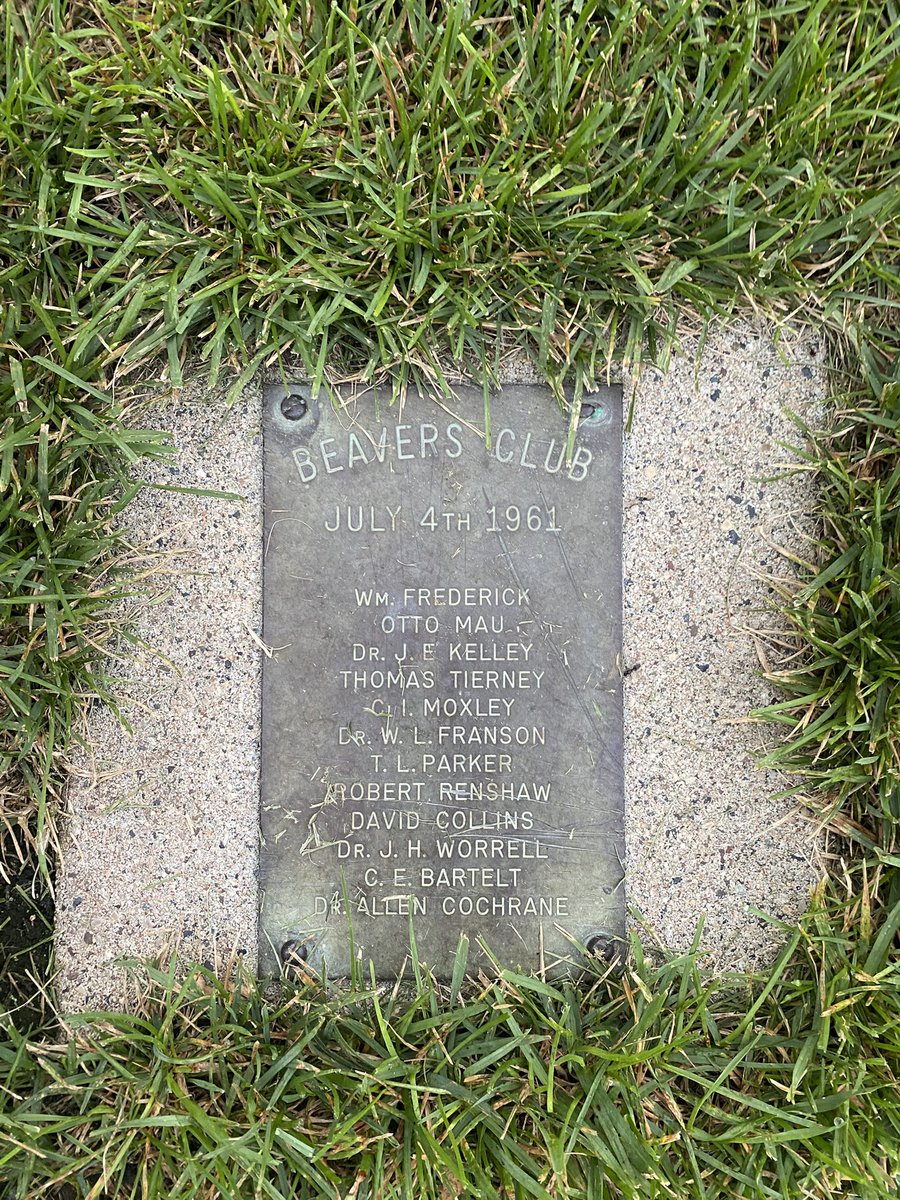 BEAVERS CLUB
JULY 4TH 1961
WM. FREDERICK
OTTO MAU
DR. J. E. KELLEY
THOMAS TIERNEY
C. I. MOXLEY
DR. W. L. FRANSON
T. L. PARKER
ROBERT RENSHAW
DAVID COLLINS
DR. J. H. WORRELL
C. E. BARTELT
DR. ALLEN COCHRANE